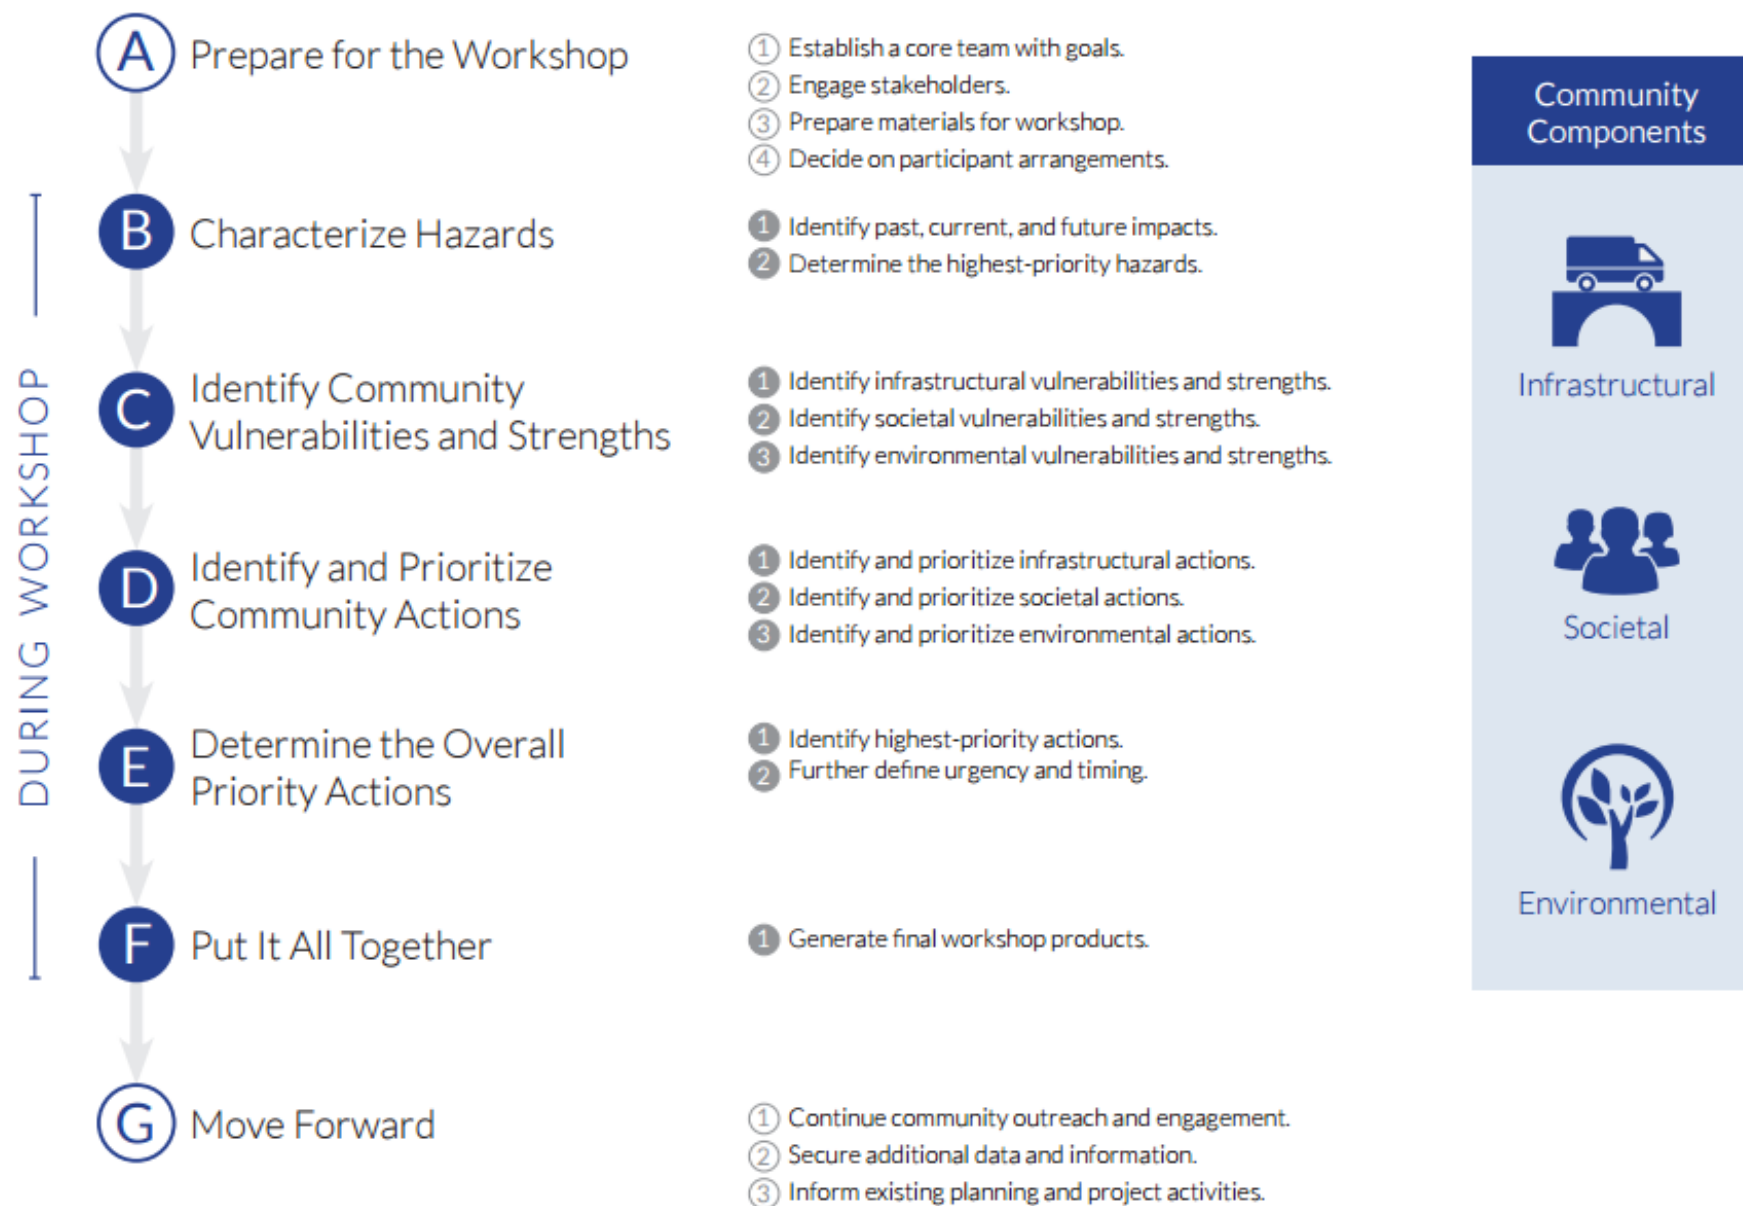 A Prepare for the Workshop
1 Establish a core team with goals.
2 Engage stakeholders.
3 Prepare materials for workshop.
4 Decide on participant arrangements.
DURING WORKSHOP
B Characterize Hazards
1 Identify past, current, and future impacts.
2 Determine the highest-priority hazards.
C Identify Community
Vulnerabilities and Strengths
1 Identify infrastructural vulnerabilities and strengths.
2 Identify societal vulnerabilities and strengths.
3 Identify environmental vulnerabilities and strengths.
D Identify and Prioritize
Community Actions
1 Identify and prioritize infrastructural actions.
2 Identify and prioritize societal actions.
3 Identify and prioritize environmental actions.
E Determine the Overall
Priority Actions
1 Identify highest-priority actions.
2 Further define urgency and timing.
F Put It All Together
1 Generate final workshop products.
G Move Forward
1 Continue community outreach and engagement.
2 Secure additional data and information.
3 Inform existing planning and project activities.
Community
Components
Infrastructural
Societal
Environmental